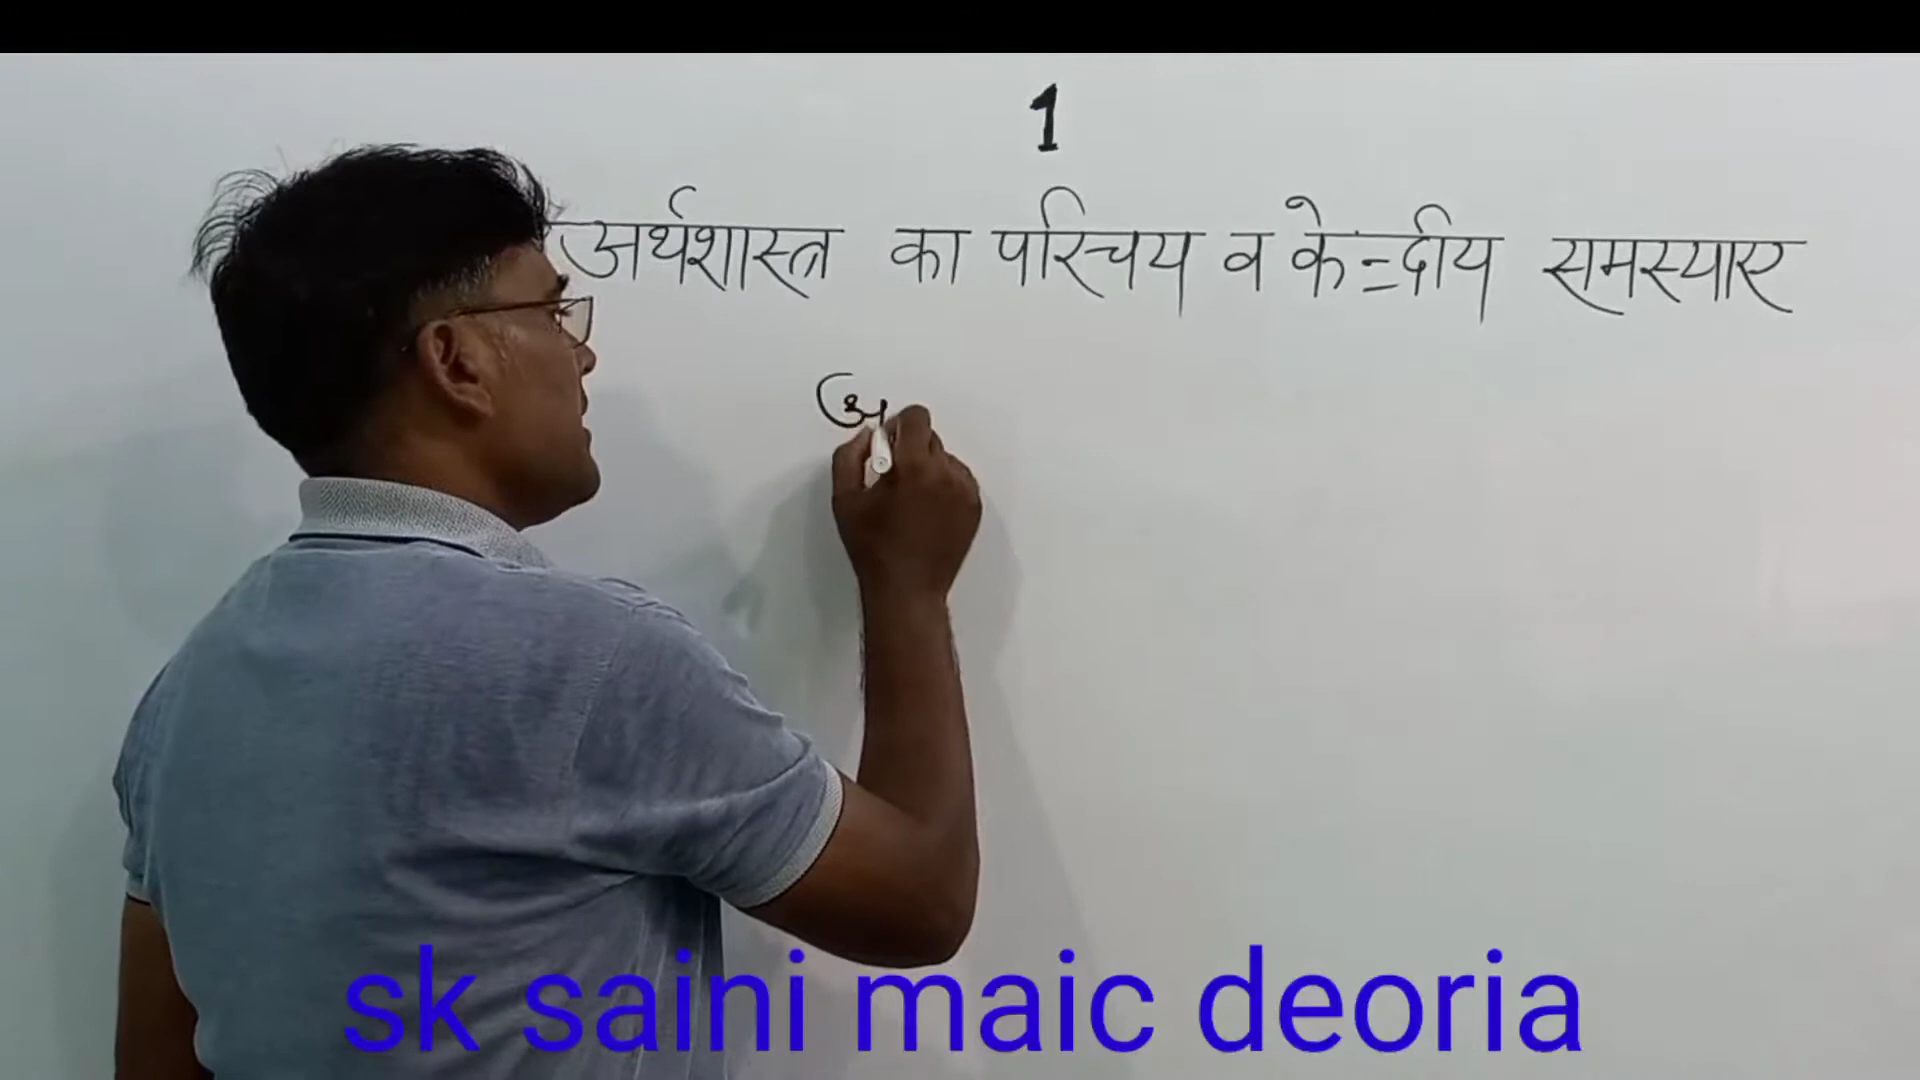 1
अर्थशास्त्र का परिचय व केन्द्रीय समस्याए
अ
sk saini maic deoria